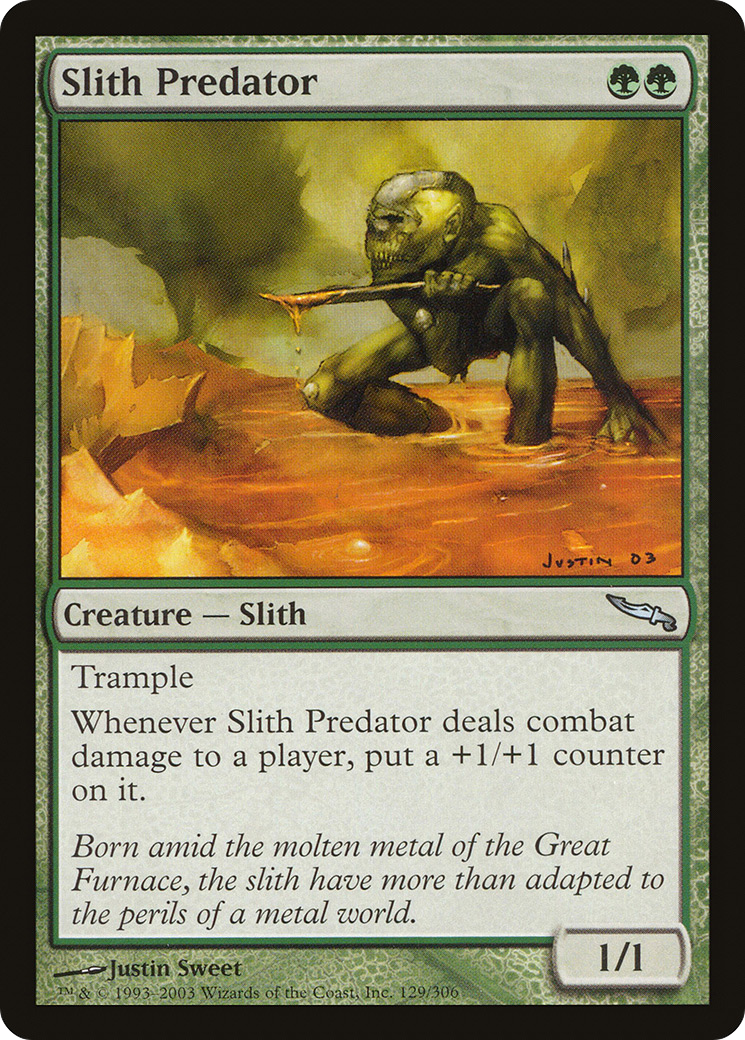 Slith Predator
JUSTIN 03
Creature — Slith
Trample
Whenever Slith Predator deals combat
damage to a player, put a +1/+1 counter
on it.
Born amid the molten metal of the Great
Furnace, the slith have more than adapted to
the perils of a metal world.
1/1
Justin Sweet
™ & © 1993–2003 Wizards of the Coast, Inc. 129/306